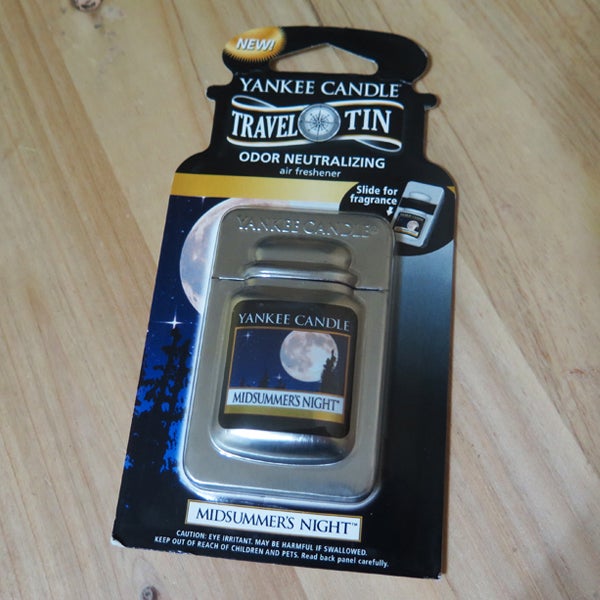 NEW!
YANKEE CANDLE®
TRAVEL TIN
ODOR NEUTRALIZING
air freshener
Slide for
fragrance
YANKEE CANDLE®
YANKEE CANDLE
MIDSUMMER'S NIGHT™
MIDSUMMER'S NIGHT™
CAUTION: EYE IRRITANT. MAY BE HARMFUL IF SWALLOWED.
KEEP OUT OF REACH OF CHILDREN AND PETS. Read back panel carefully.